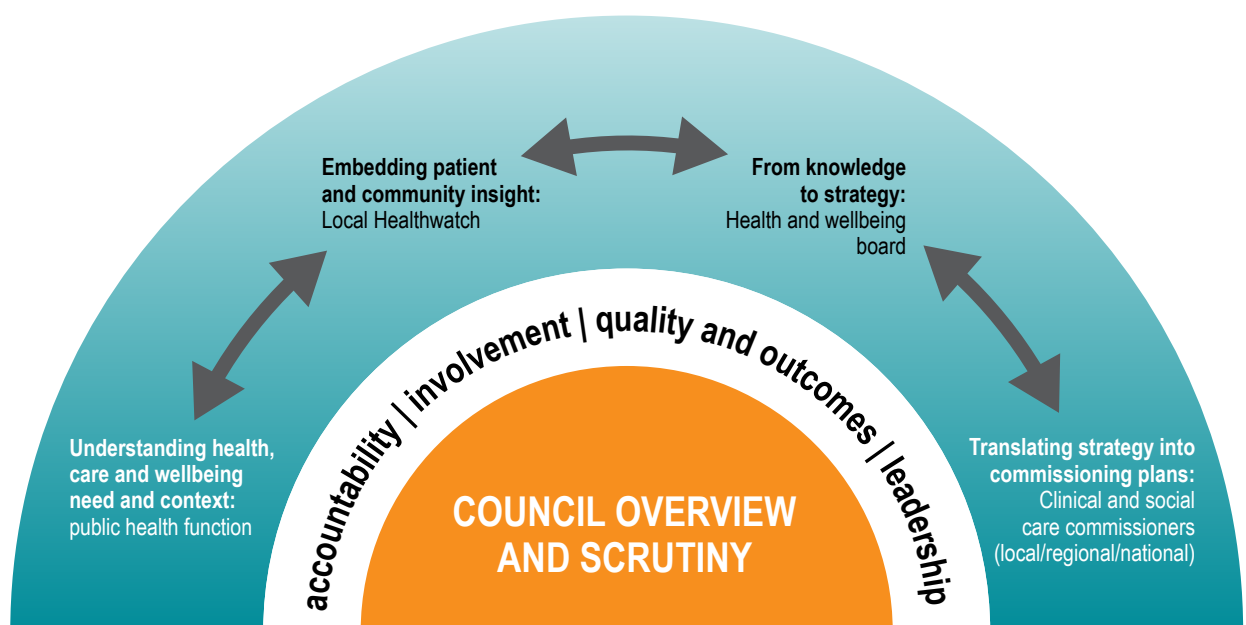 Embedding patient
and community insight:
Local Healthwatch
From knowledge
to strategy:
Health and wellbeing
board
Understanding health,
care and wellbeing
need and context:
public health function
Translating strategy into
commissioning plans:
Clinical and social
care commissioners
(local/regional/national)
accountability | involvement | quality and outcomes | leadership
COUNCIL OVERVIEW
AND SCRUTINY